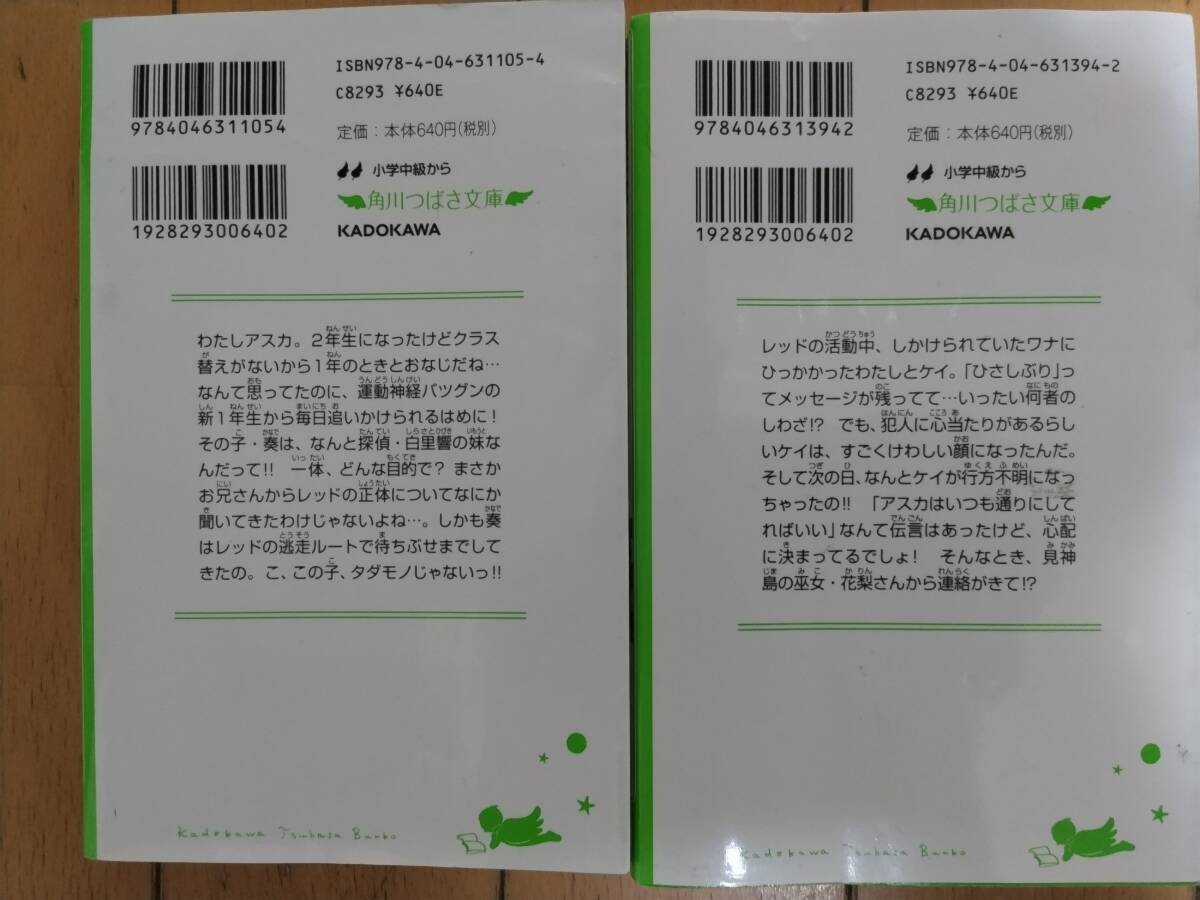 ISBN978-4-04-631105-4
C8293 ¥640E
定価：本体640円(税別)
9784046311054
小学中級から
角川つばさ文庫
KADOKAWA
1928293006402
わたしアスカ。2年生になったけどクラス
替えがないから1年のときとおなじだね…
なんて思ってたのに、運動神経バツグンの
新1年生から毎日追いかけられるはめに！
その子・奏は、なんと探偵・白里響の妹な
んだって!! 一体、どんな目的で？ まさか
お兄さんからレッドの正体についてなにか
聞いてきたわけじゃないよね…。しかも奏
はレッドの逃走ルートで待ちぶせまでして
きたの。こ、この子、タダモノじゃないっ!!
Kadokawa Tsubasa Bunko
ISBN978-4-04-631394-2
C8293 ¥640E
定価：本体640円(税別)
9784046313942
小学中級から
角川つばさ文庫
KADOKAWA
1928293006402
レッドの活動中、しかけられていたワナに
ひっかかったわたしとケイ。「ひさしぶり」っ
てメッセージが残ってて…いったい何者の
しわざ!? でも、犯人に心当たりがあるらし
いケイは、すごくけわしい顔になったんだ。
そして次の日、なんとケイが行方不明になっ
ちゃったの!! 「アスカはいつも通りにして
ればいい」なんて伝言はあったけど、心配
に決まってるでしょ！ そんなとき、見神
島の巫女・花梨さんから連絡がきて!?
Kadokawa Tsubasa Bunko